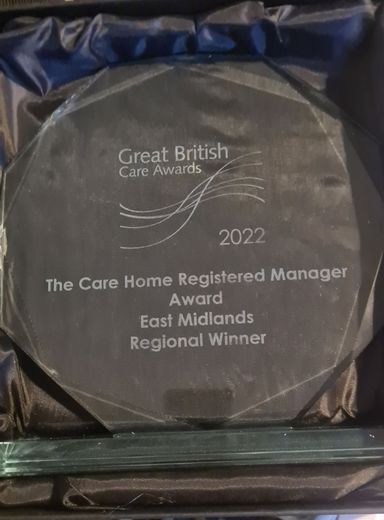 Great British
Care Awards
2022
The Care Home Registered Manager
Award
East Midlands
Regional Winner